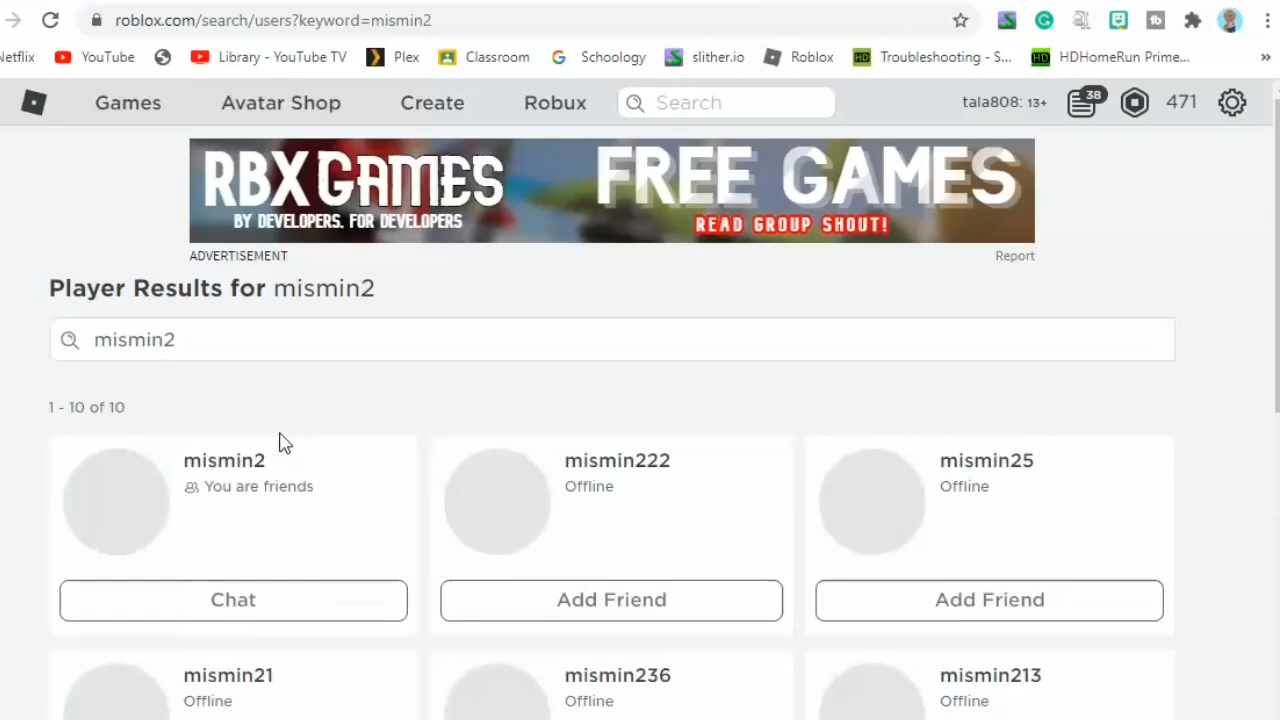 roblox.com/search/users?keyword=mismin2
Netflix YouTube Library - YouTube TV Plex Classroom Schoology slither.io Roblox Troubleshooting - S... HDHomeRun Prime... »
Games Avatar Shop Create Robux Search tala808: 13+ 38 471
RBXGAMES
BY DEVELOPERS. FOR DEVELOPERS
FREE GAMES
READ GROUP SHOUT!
ADVERTISEMENT Report
Player Results for mismin2
mismin2
1 - 10 of 10
mismin2
You are friends
Chat
mismin222
Offline
Add Friend
mismin25
Offline
Add Friend
mismin21
Offline
mismin236
Offline
mismin213
Offline